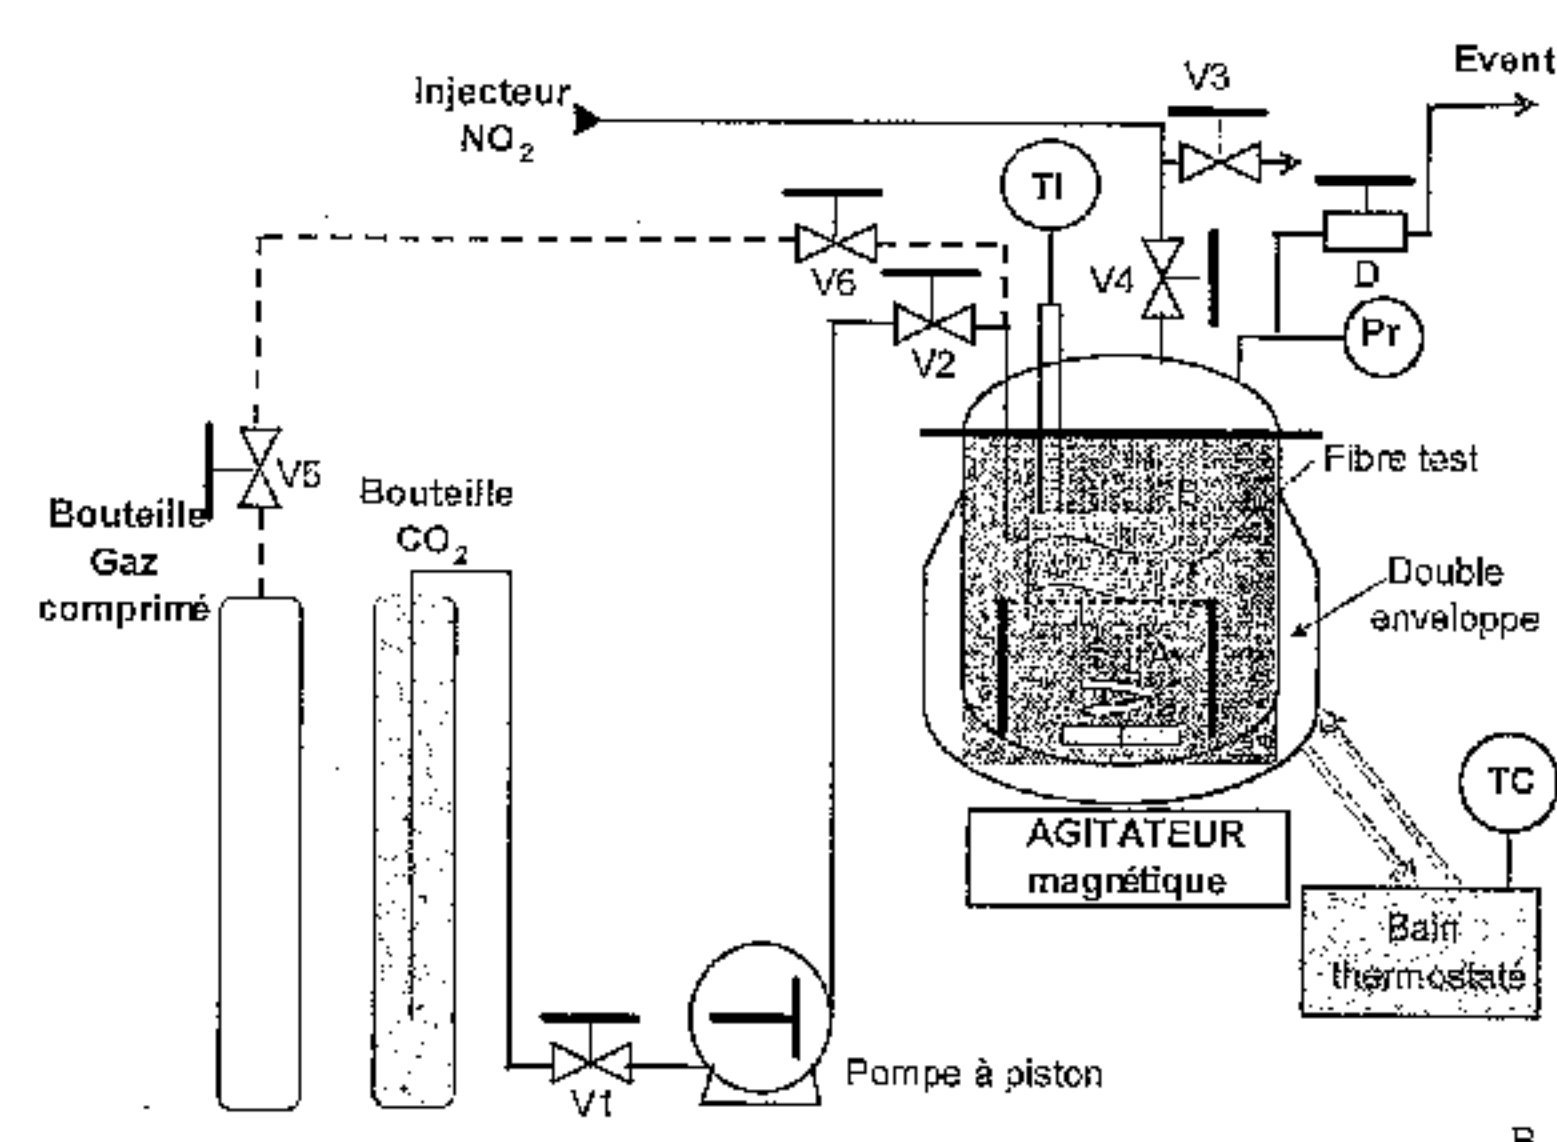 Event
V3
Injecteur
NO2
TI
V6
V4
D
Pr
V2
Fibre test
V5
Bouteille
CO2
Bouteille
Gaz
comprimé
Double
enveloppe
TC
AGITATEUR
magnétique
Bain
thermostaté
Pompe à piston
V1